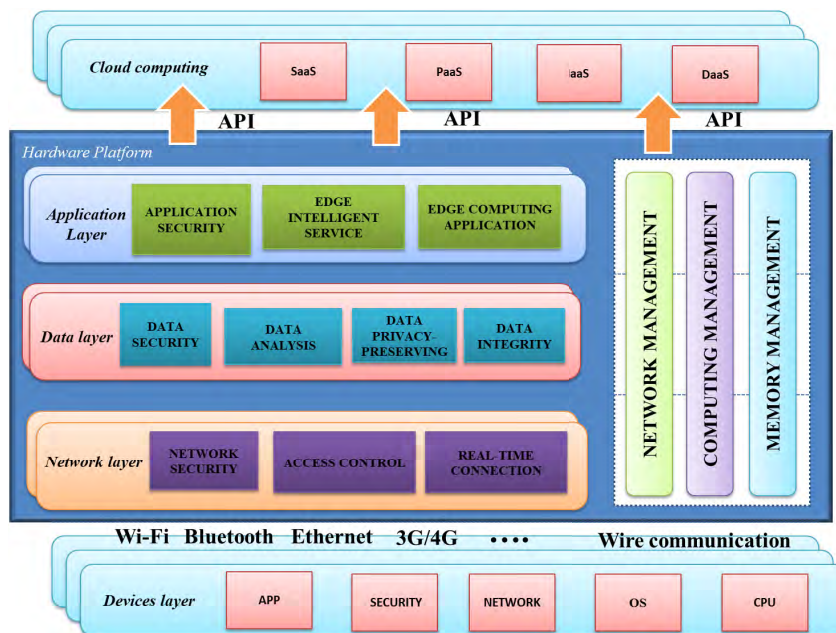 Cloud computing
SaaS
PaaS
IaaS
DaaS
API
API
API
Hardware Platform
Application
Layer
APPLICATION
SECURITY
EDGE
INTELLIGENT
SERVICE
EDGE COMPUTING
APPLICATION
Data layer
DATA
SECURITY
DATA
ANALYSIS
DATA
PRIVACY-
PRESERVING
DATA
INTEGRITY
Network layer
NETWORK
SECURITY
ACCESS CONTROL
REAL-TIME
CONNECTION
NETWORK MANAGEMENT
COMPUTING MANAGEMENT
MEMORY MANAGEMENT
Wi-Fi Bluetooth Ethernet 3G/4G •••• Wire communication
Devices layer
APP
SECURITY
NETWORK
OS
CPU